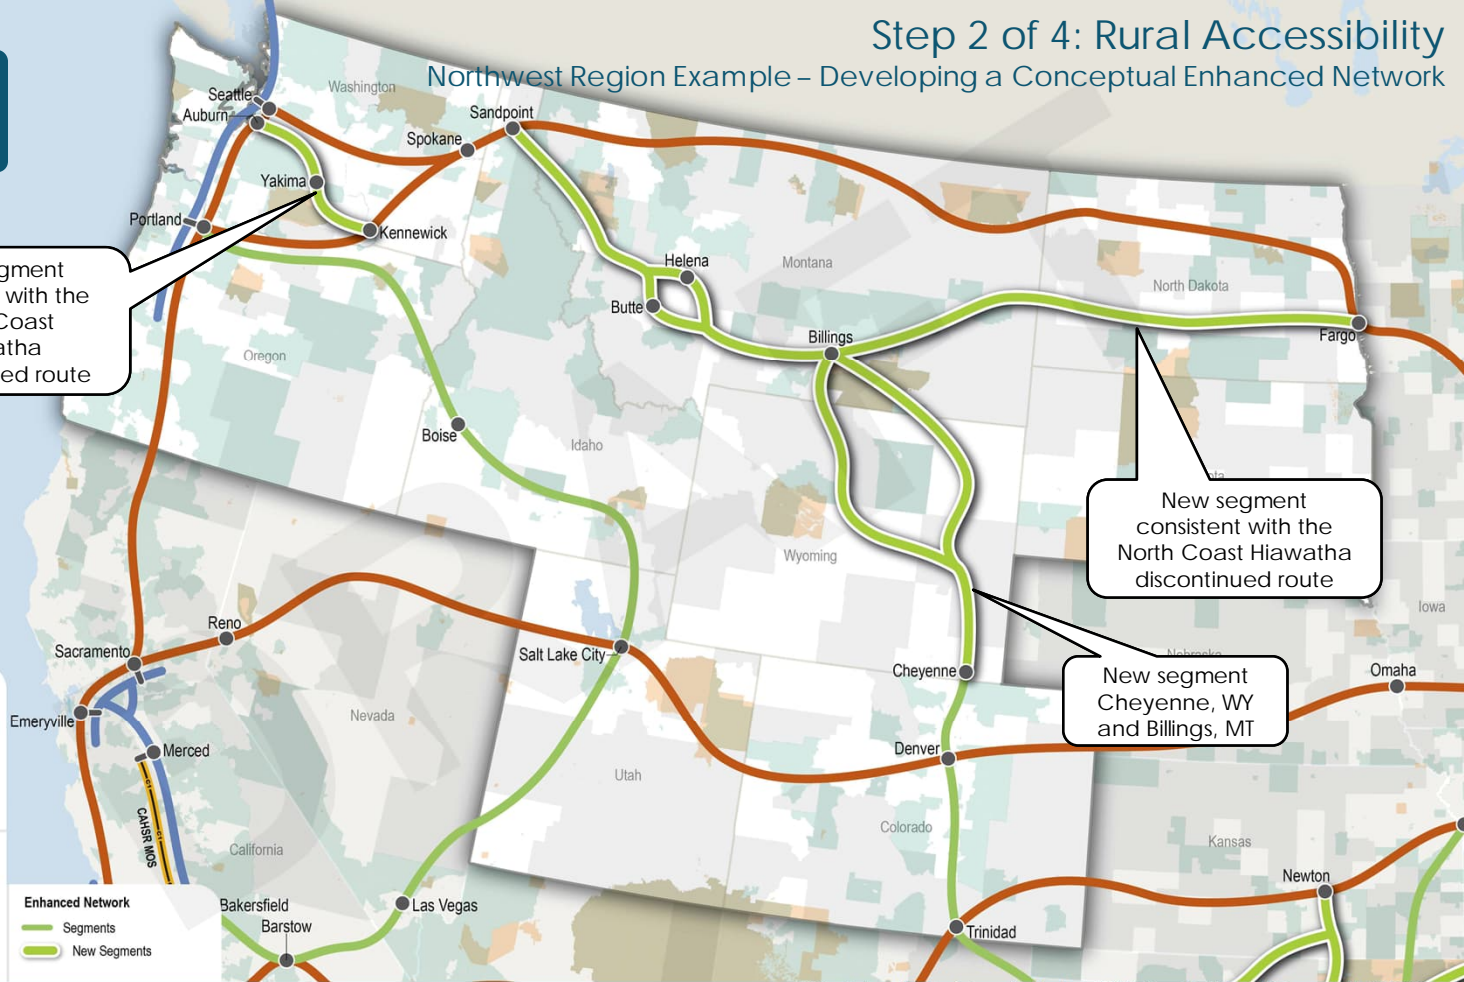 Step 2 of 4: Rural Accessibility
Northwest Region Example – Developing a Conceptual Enhanced Network
Seattle
Auburn
Washington
Sandpoint
Spokane
Yakima
Portland
Kennewick
Helena
Montana
Butte
North Dakota
Billings
Fargo
gment
with the
Coast
atha
ed route
Oregon
Boise
Idaho
Wyoming
ta
New segment
consistent with the
North Coast Hiawatha
discontinued route
Iowa
Reno
Sacramento
Salt Lake City
Cheyenne
Nebraska
New segment
Cheyenne, WY
and Billings, MT
Omaha
Emeryville
Nevada
Merced
Denver
Utah
Colorado
Kansas
CAHSR MOS
California
Newton
Enhanced Network
Segments
New Segments
Bakersfield
Barstow
Las Vegas
Trinidad